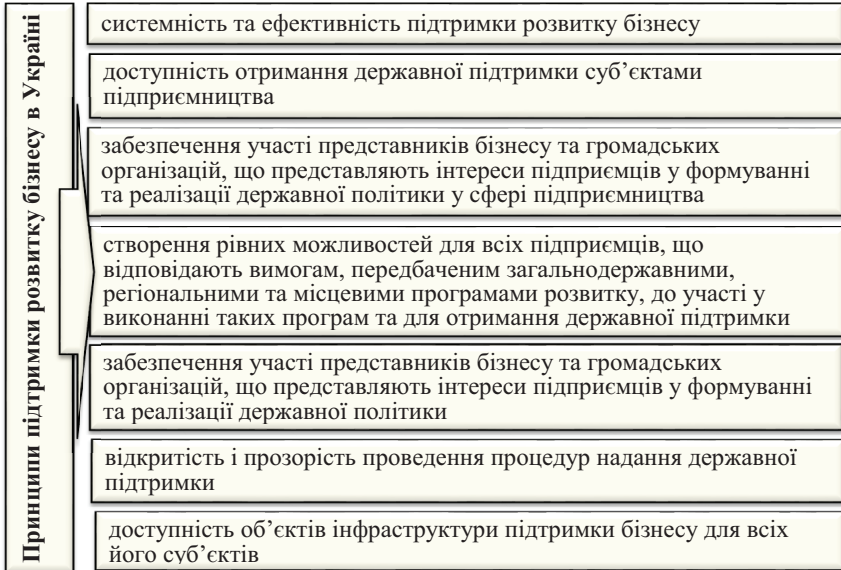 Принципи підтримки розвитку бізнесу в Україні
системність та ефективність підтримки розвитку бізнесу
доступність отримання державної підтримки суб’єктами
підприємництва
забезпечення участі представників бізнесу та громадських
організацій, що представляють інтереси підприємців у формуванні
та реалізації державної політики у сфері підприємництва
створення рівних можливостей для всіх підприємців, що
відповідають вимогам, передбаченим загальнодержавними,
регіональними та місцевими програмами розвитку, до участі у
виконанні таких програм та для отримання державної підтримки
забезпечення участі представників бізнесу та громадських
організацій, що представляють інтереси підприємців у формуванні
та реалізації державної політики
відкритість і прозорість проведення процедур надання державної
підтримки
доступність об’єктів інфраструктури підтримки бізнесу для всіх
його суб’єктів